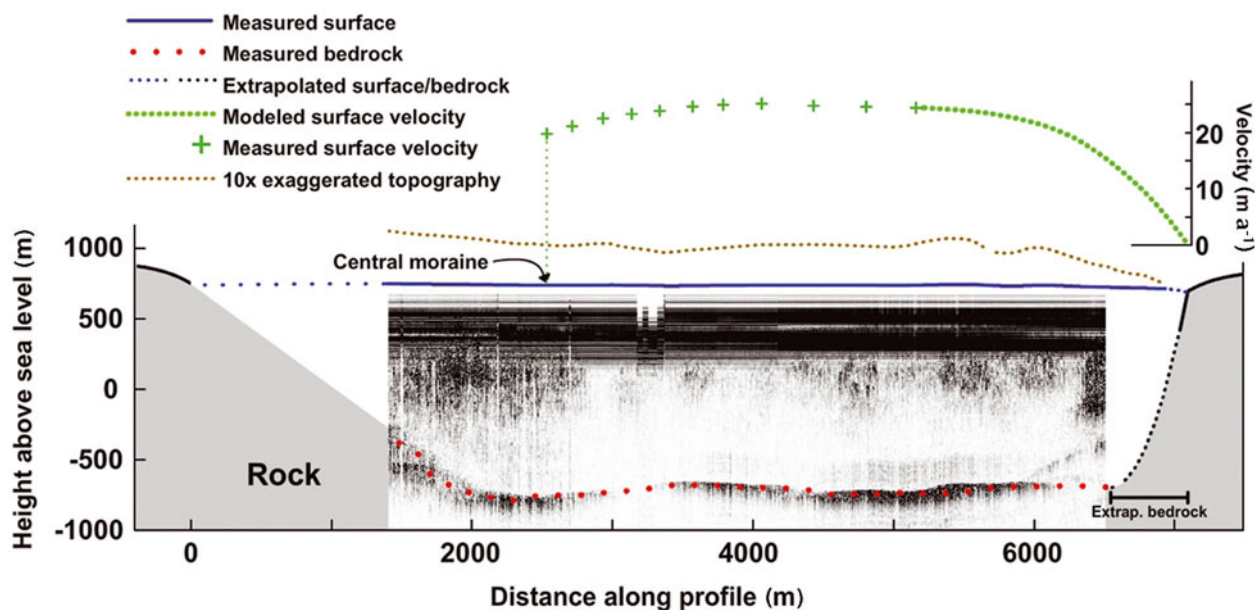 Measured surface
Measured bedrock
Extrapolated surface/bedrock
Modeled surface velocity
Measured surface velocity
10x exaggerated topography
Velocity (m a⁻¹)
20
10
0
Height above sea level (m)
1000
500
0
-500
-1000
Central moraine
Rock
Extrap. bedrock
0
2000
4000
6000
Distance along profile (m)